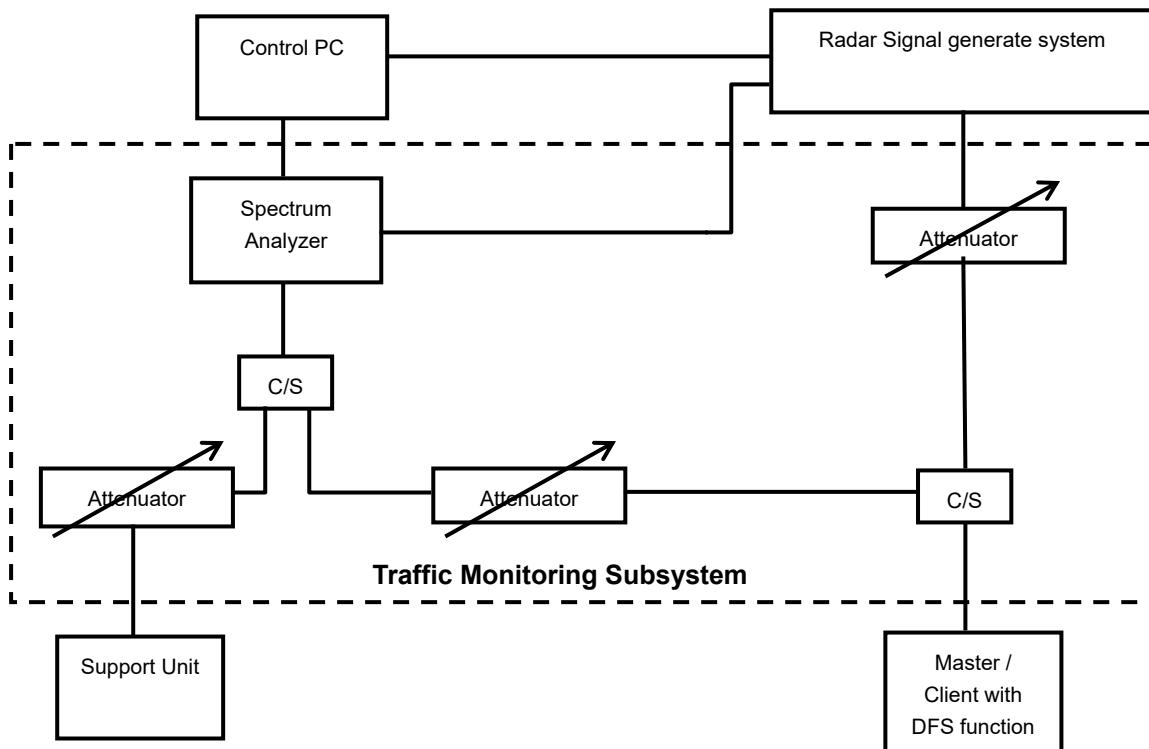 Control PC
Radar Signal generate system
Spectrum
Analyzer
Attenuator
C/S
Attenuator
Attenuator
C/S
Traffic Monitoring Subsystem
Support Unit
Master /
Client with
DFS function